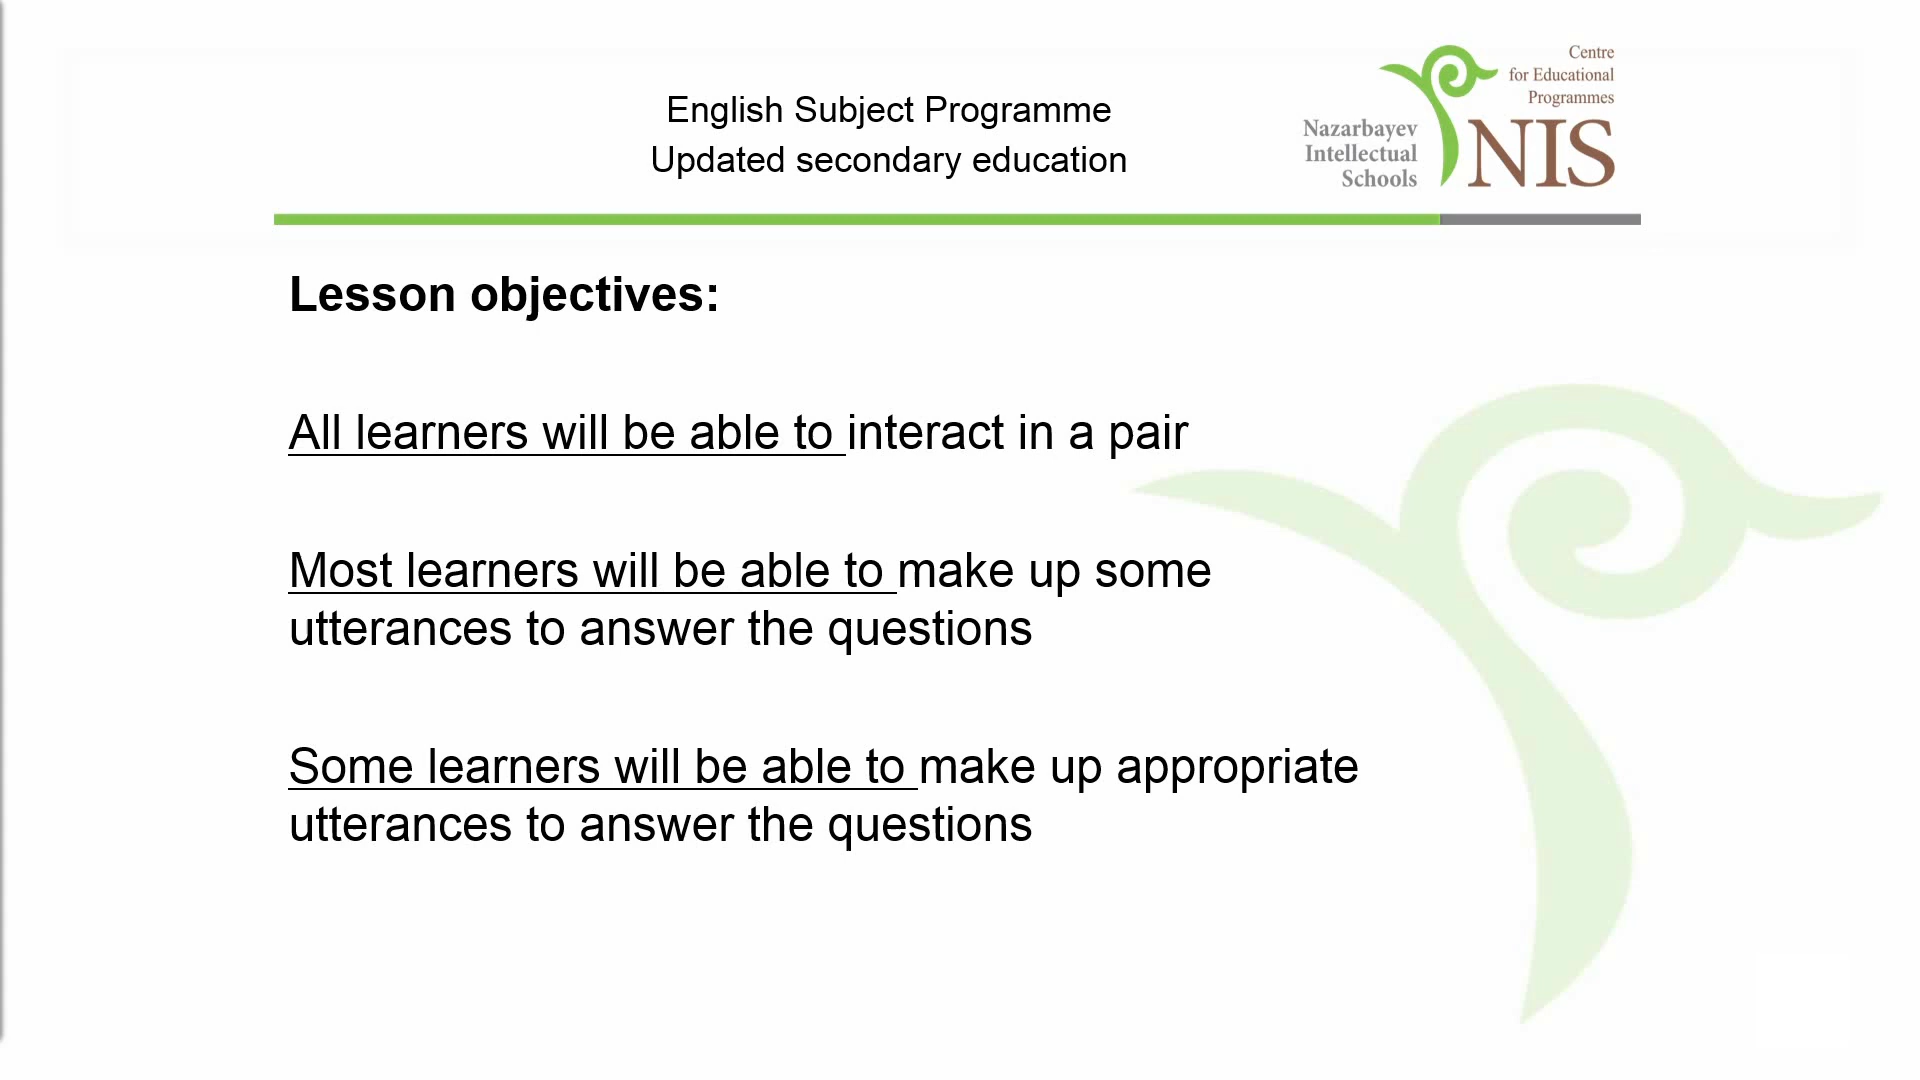 English Subject Programme
Updated secondary education
Centre
for Educational
Programmes
Nazarbayev
Intellectual
Schools
NIS
Lesson objectives:
All learners will be able to interact in a pair
Most learners will be able to make up some
utterances to answer the questions
Some learners will be able to make up appropriate
utterances to answer the questions